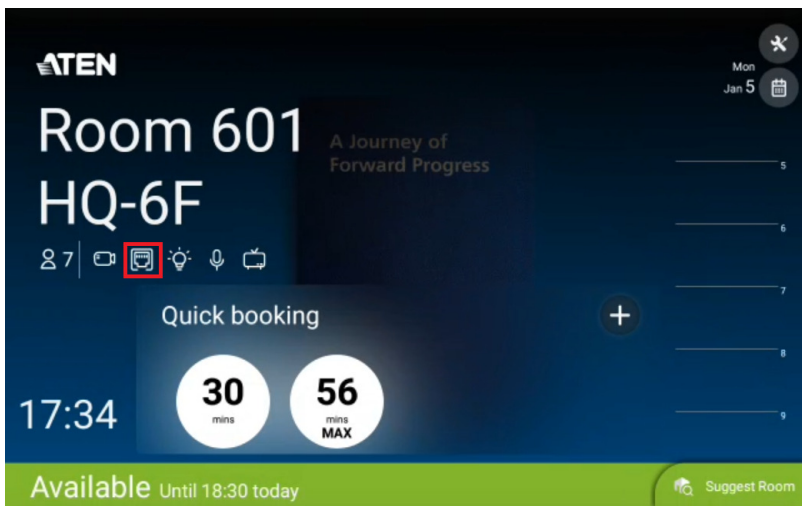 ATEN
Mon
Jan 5
Room 601
HQ-6F
A Journey of
Forward Progress
7
5
6
7
8
9
Quick booking
+
30
mins
56
mins
MAX
17:34
Available Until 18:30 today
Suggest Room